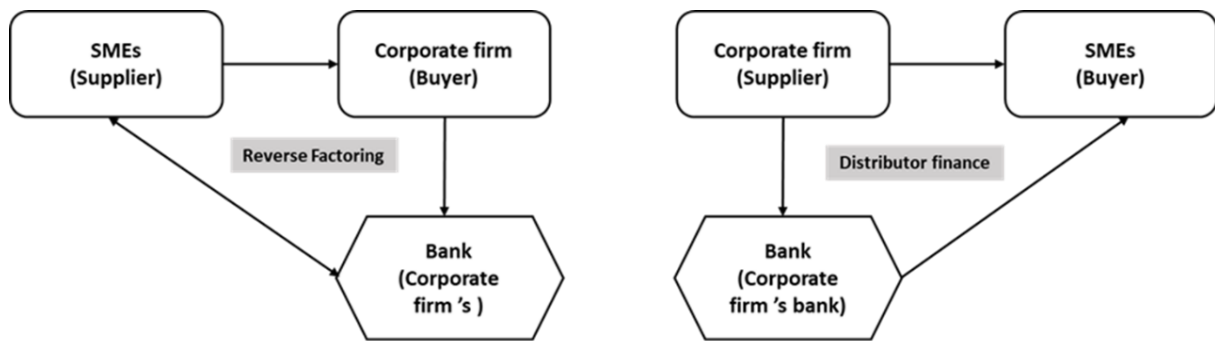 SMEs
(Supplier)
Corporate firm
(Buyer)
Reverse Factoring
Bank
(Corporate
firm 's )
Corporate firm
(Supplier)
SMEs
(Buyer)
Distributor finance
Bank
(Corporate
firm 's bank)